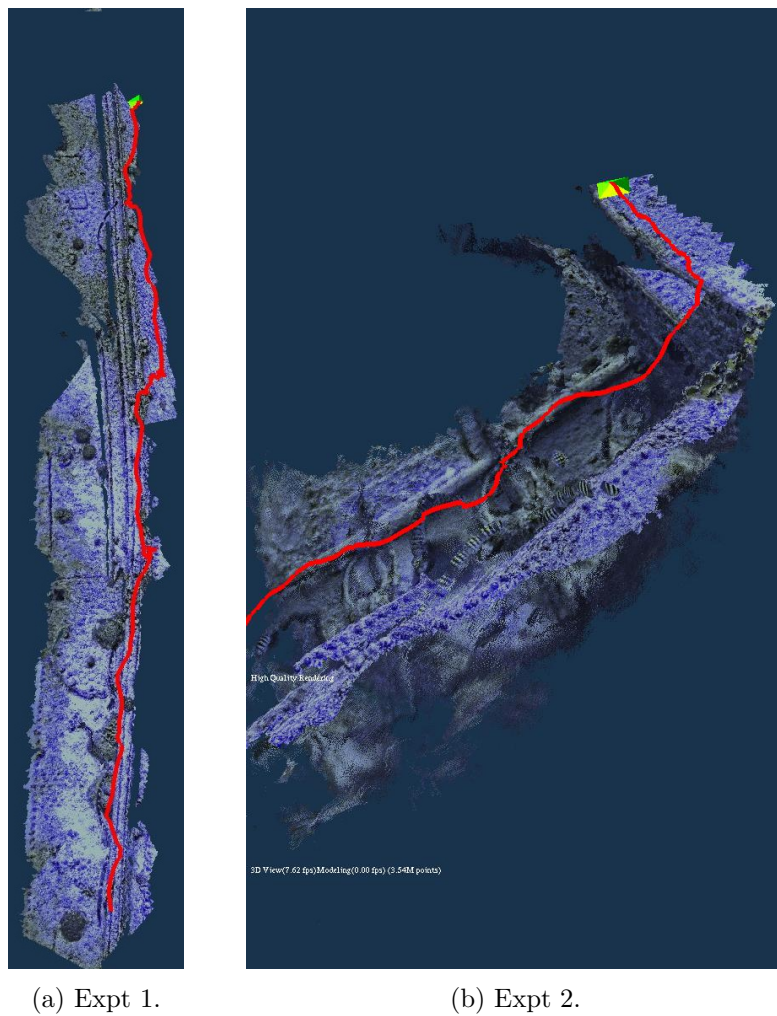 High Quality Rendering
3D View(7.62 fps)Modeling(0.00 fps) (3.54M points)
(a) Expt 1.
(b) Expt 2.